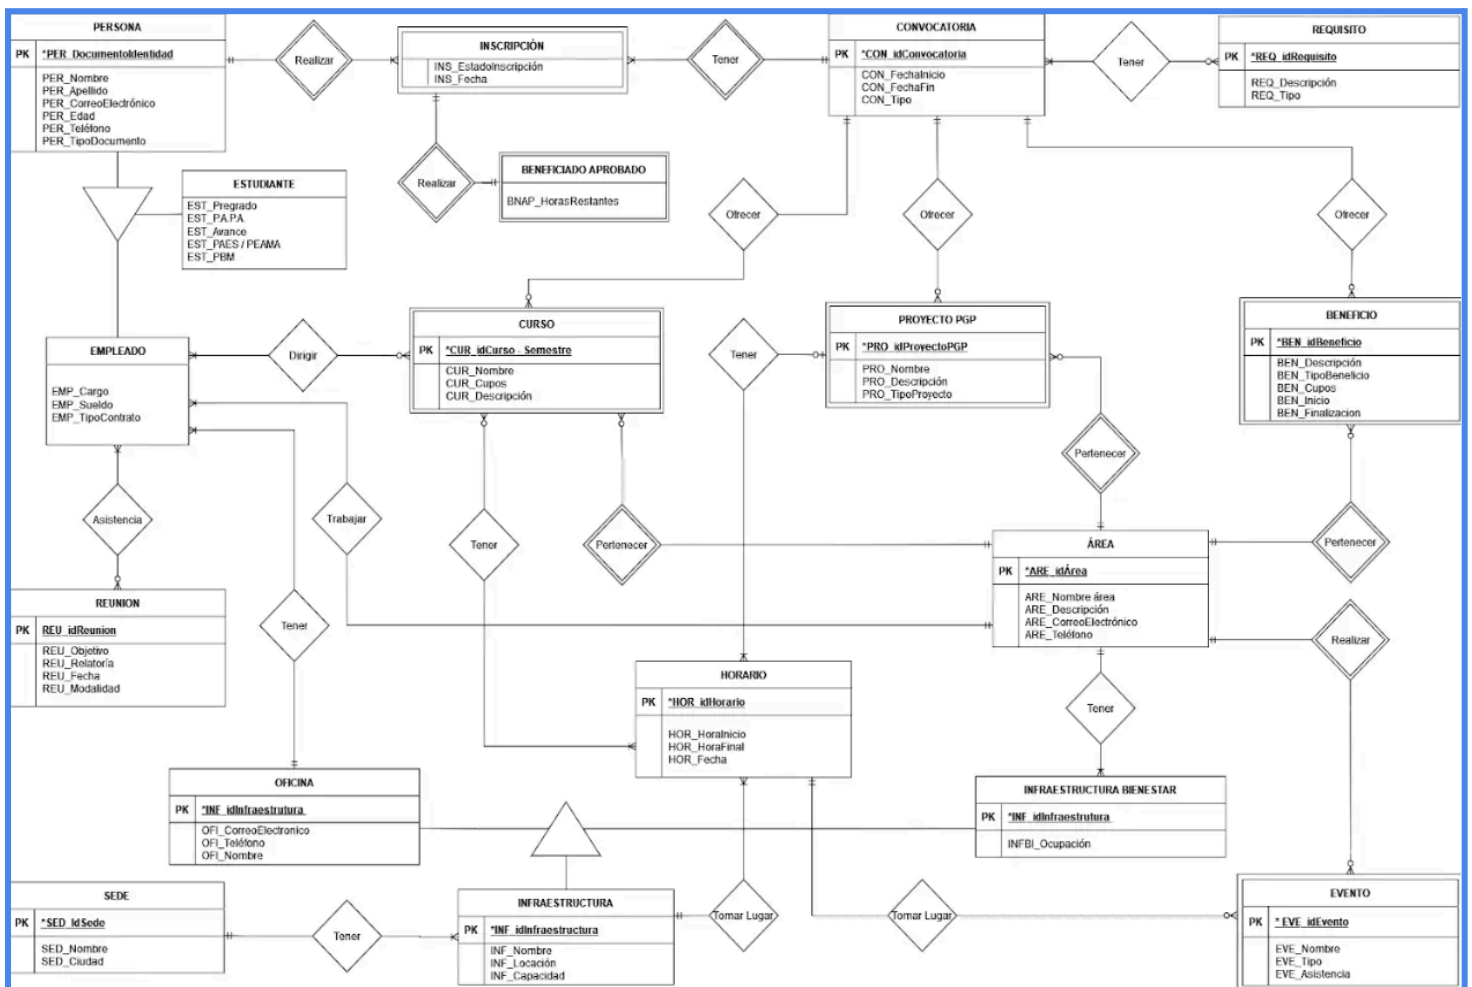 PERSONA
PK *PER_DocumentoIdentidad
PER_Nombre
PER_Apellido
PER_CorreoElectrónico
PER_Edad
PER_Teléfono
PER_TipoDocumento
Realizar
INSCRIPCIÓN
INS_EstadoInscripción
INS_Fecha
Tener
CONVOCATORIA
PK *CON_idConvocatoria
CON_FechaInicio
CON_FechaFin
CON_Tipo
Tener
REQUISITO
PK *REQ_idRequisito
REQ_Descripción
REQ_Tipo
Realizar
BENEFICIADO APROBADO
BNAP_HorasRestantes
ESTUDIANTE
EST_Pregrado
EST_P.A.P.A.
EST_Avance
EST_PAES / PEAMA
EST_PBM
Ofrecer
Ofrecer
Ofrecer
EMPLEADO
EMP_Cargo
EMP_Sueldo
EMP_TipoContrato
Dirigir
CURSO
PK *CUR_idCurso - Semestre
CUR_Nombre
CUR_Cupos
CUR_Descripción
Tener
PROYECTO PGP
PK *PRO_idProyectoPGP
PRO_Nombre
PRO_Descripción
PRO_TipoProyecto
BENEFICIO
PK *BEN_idBeneficio
BEN_Descripción
BEN_TipoBeneficio
BEN_Cupos
BEN_Inicio
BEN_Finalizacion
Pertenecer
Asistencia
Trabajar
Tener
Pertenecer
Pertenecer
ÁREA
PK *ARE_idÁrea
ARE_Nombre área
ARE_Descripción
ARE_CorreoElectrónico
ARE_Teléfono
REUNION
PK REU_idReunion
REU_Objetivo
REU_Relatoría
REU_Fecha
REU_Modalidad
Tener
Realizar
HORARIO
PK *HOR_idHorario
HOR_HoraInicio
HOR_HoraFinal
HOR_Fecha
Tener
OFICINA
PK *INF_idInfraestrutura
OFI_CorreoElectronico
OFI_Teléfono
OFI_Nombre
INFRAESTRUCTURA BIENESTAR
PK *INF_idInfraestrutura
INFBI_Ocupación
SEDE
PK *SED_IdSede
SED_Nombre
SED_Ciudad
Tener
INFRAESTRUCTURA
PK *INF_idInfraestructura
INF_Nombre
INF_Locación
INF_Capacidad
Tomar Lugar
Tomar Lugar
EVENTO
PK *EVE_idEvento
EVE_Nombre
EVE_Tipo
EVE_Asistencia